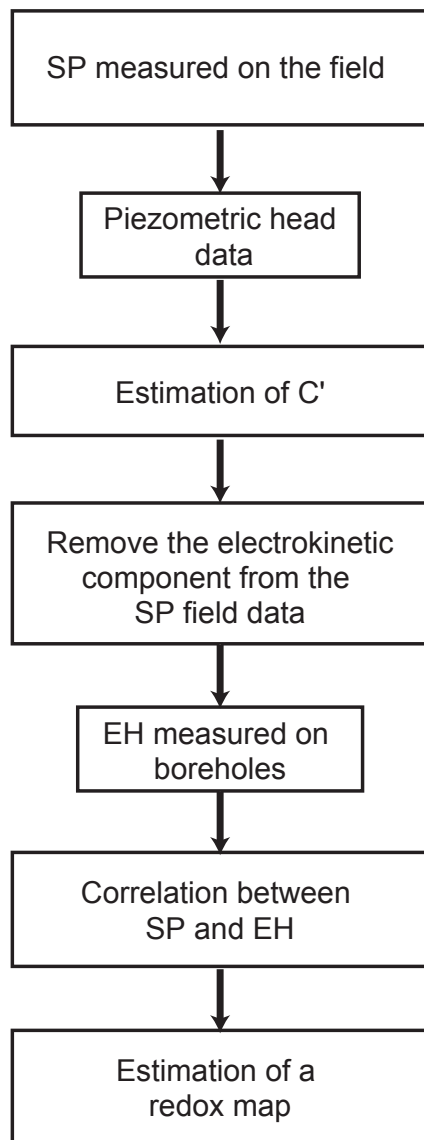 SP measured on the field
Piezometric head
data
Estimation of C'
Remove the electrokinetic
component from the
SP field data
EH measured on
boreholes
Correlation between
SP and EH
Estimation of a
redox map